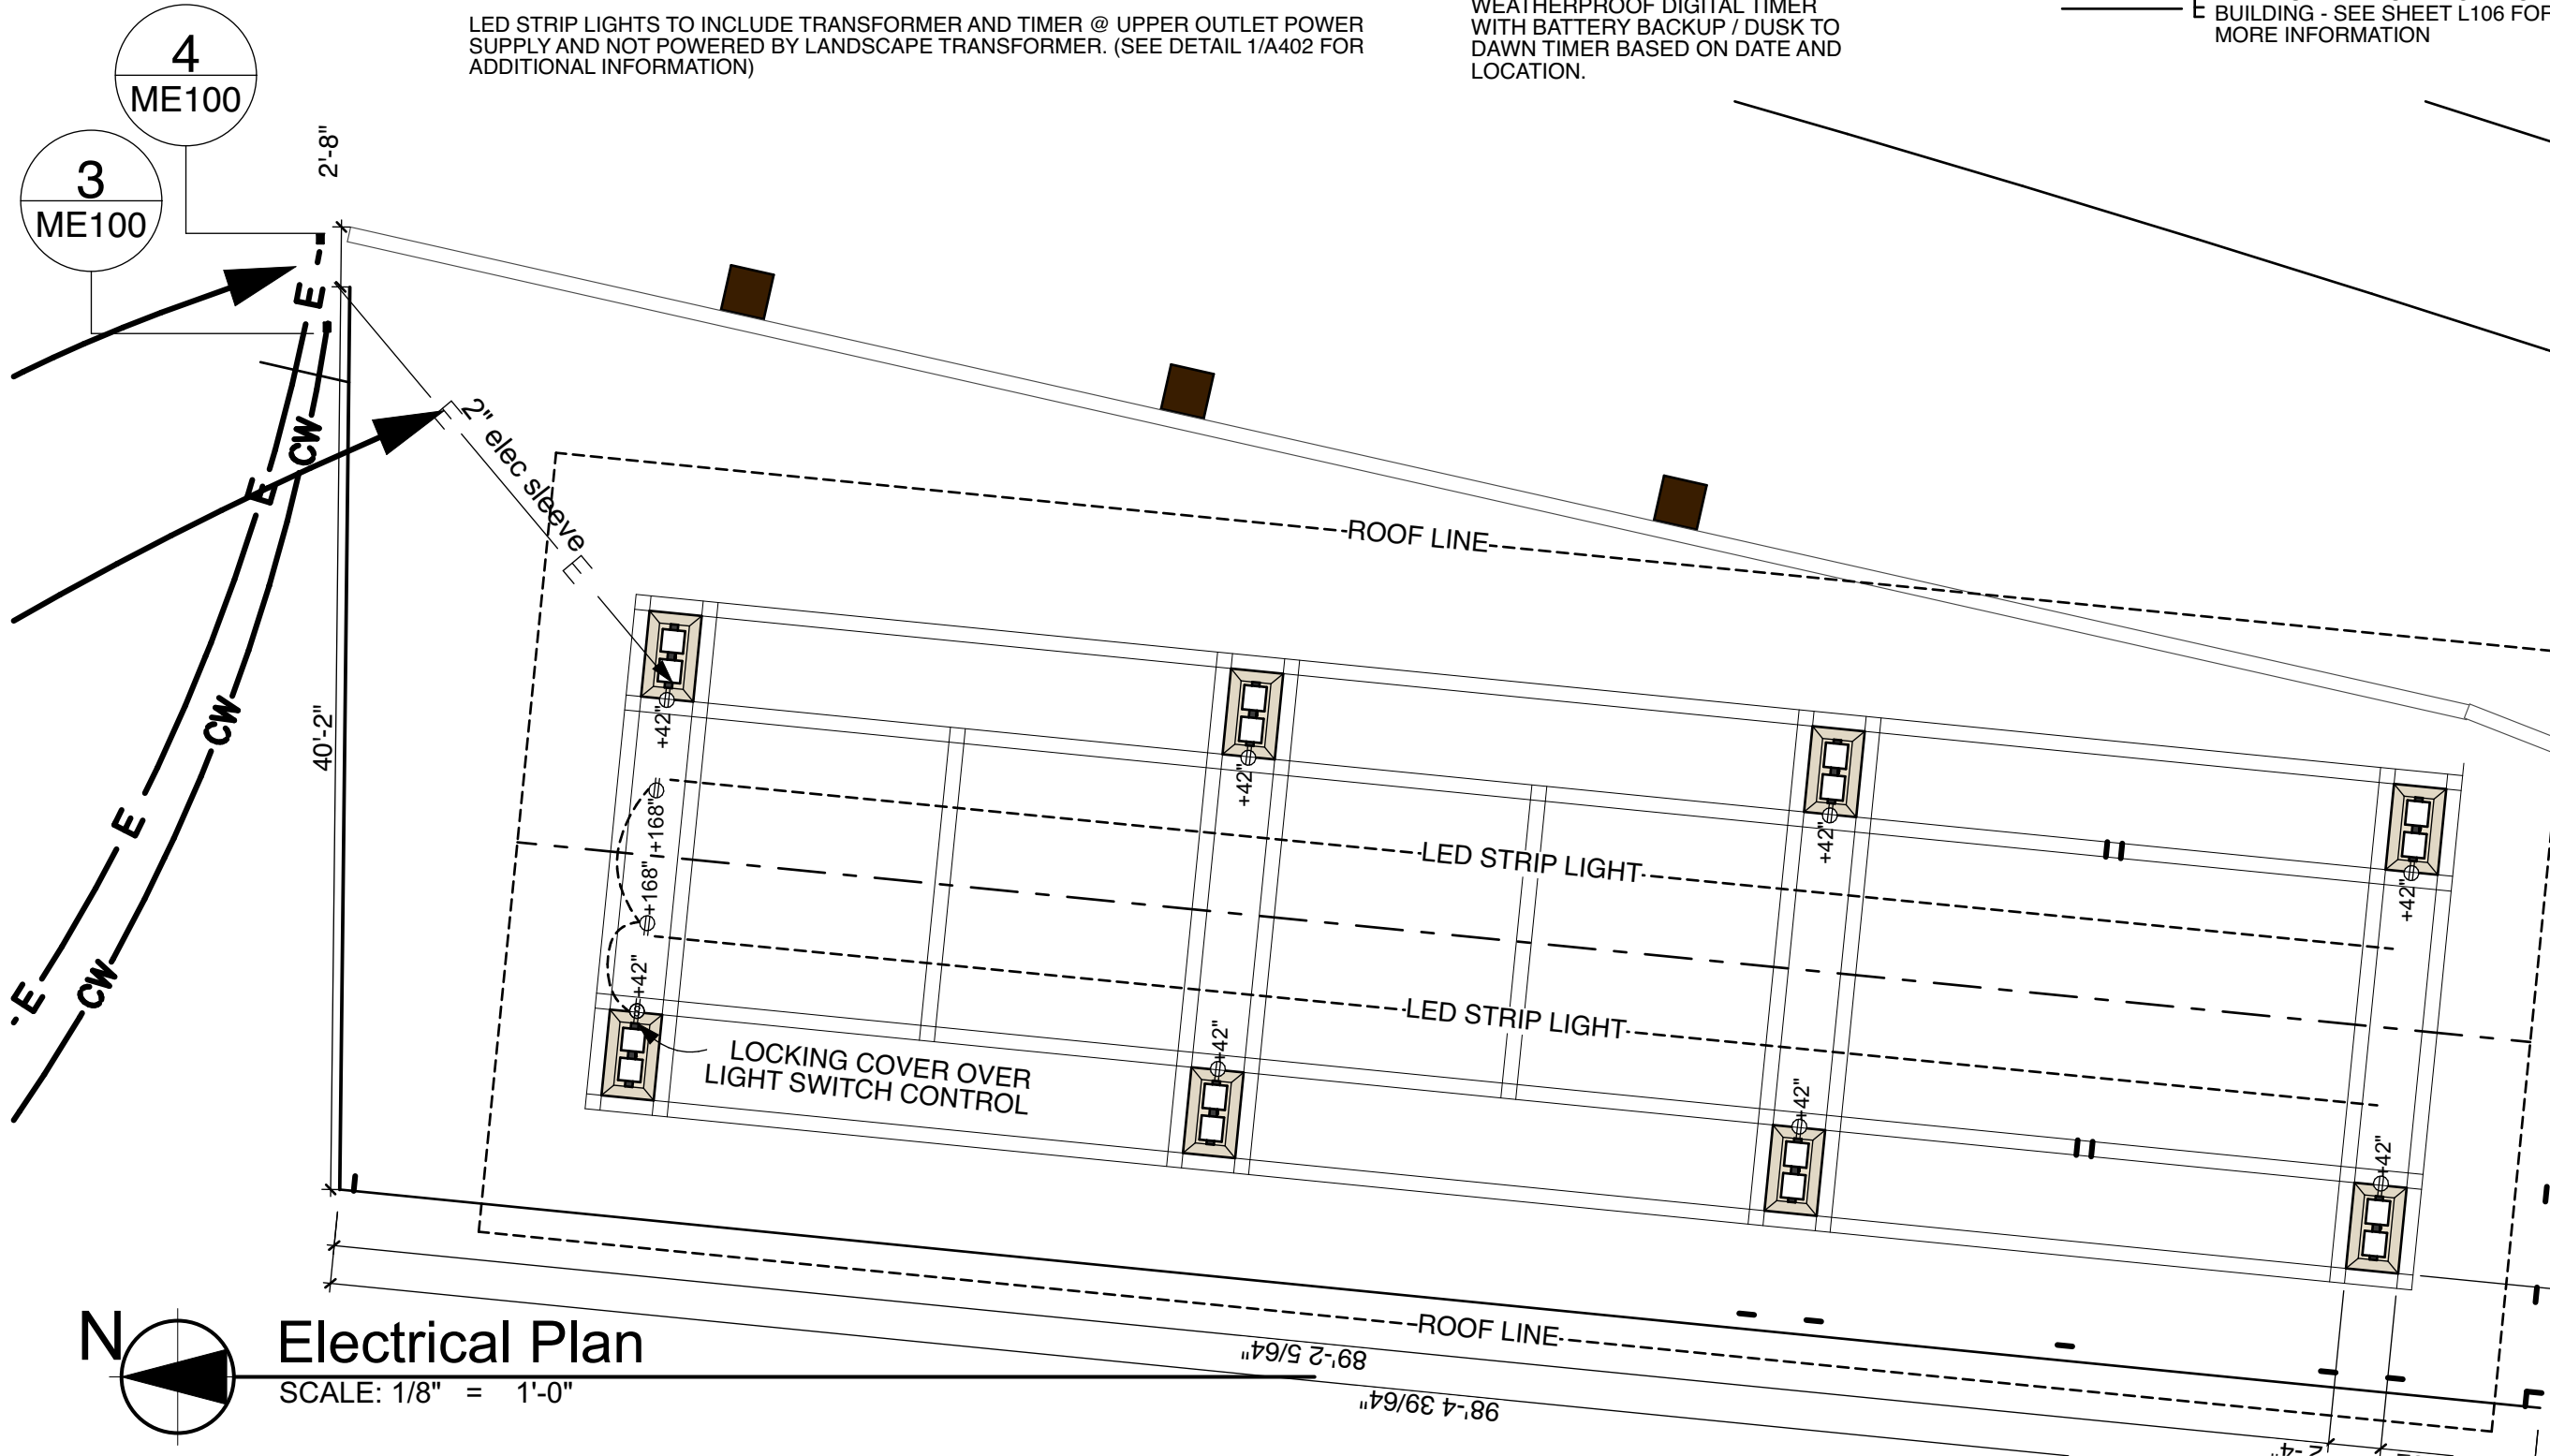 LED STRIP LIGHTS TO INCLUDE TRANSFORMER AND TIMER @ UPPER OUTLET POWER
SUPPLY AND NOT POWERED BY LANDSCAPE TRANSFORMER. (SEE DETAIL 1/A402 FOR
ADDITIONAL INFORMATION)
WEATHERPROOF DIGITAL TIMER
WITH BATTERY BACKUP / DUSK TO
DAWN TIMER BASED ON DATE AND
LOCATION.
E
BUILDING - SEE SHEET L106 FOR
MORE INFORMATION
4
ME100
3
ME100
2'-8"
E
CW
E
CW
E
CW
E
E
2" elec sleeve
E
40'-2"
ROOF LINE
+42"
+42"
+42"
+42"
+168"
+168"
LED STRIP LIGHT
LED STRIP LIGHT
+42"
+42"
+42"
+42"
LOCKING COVER OVER
LIGHT SWITCH CONTROL
ROOF LINE
89'-2 5/64"
98'-4 39/64"
2'-4"
N
Electrical Plan
SCALE: 1/8" = 1'-0"